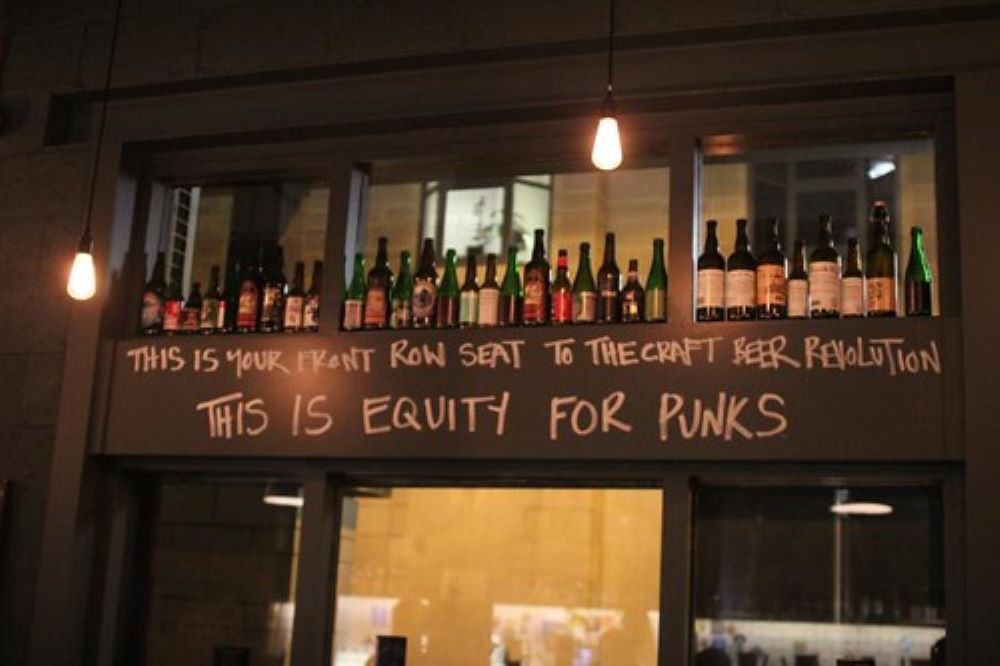 THIS IS YOUR FRONT ROW SEAT TO THE CRAFT BEER REVOLUTION
THIS IS EQUITY FOR PUNKS